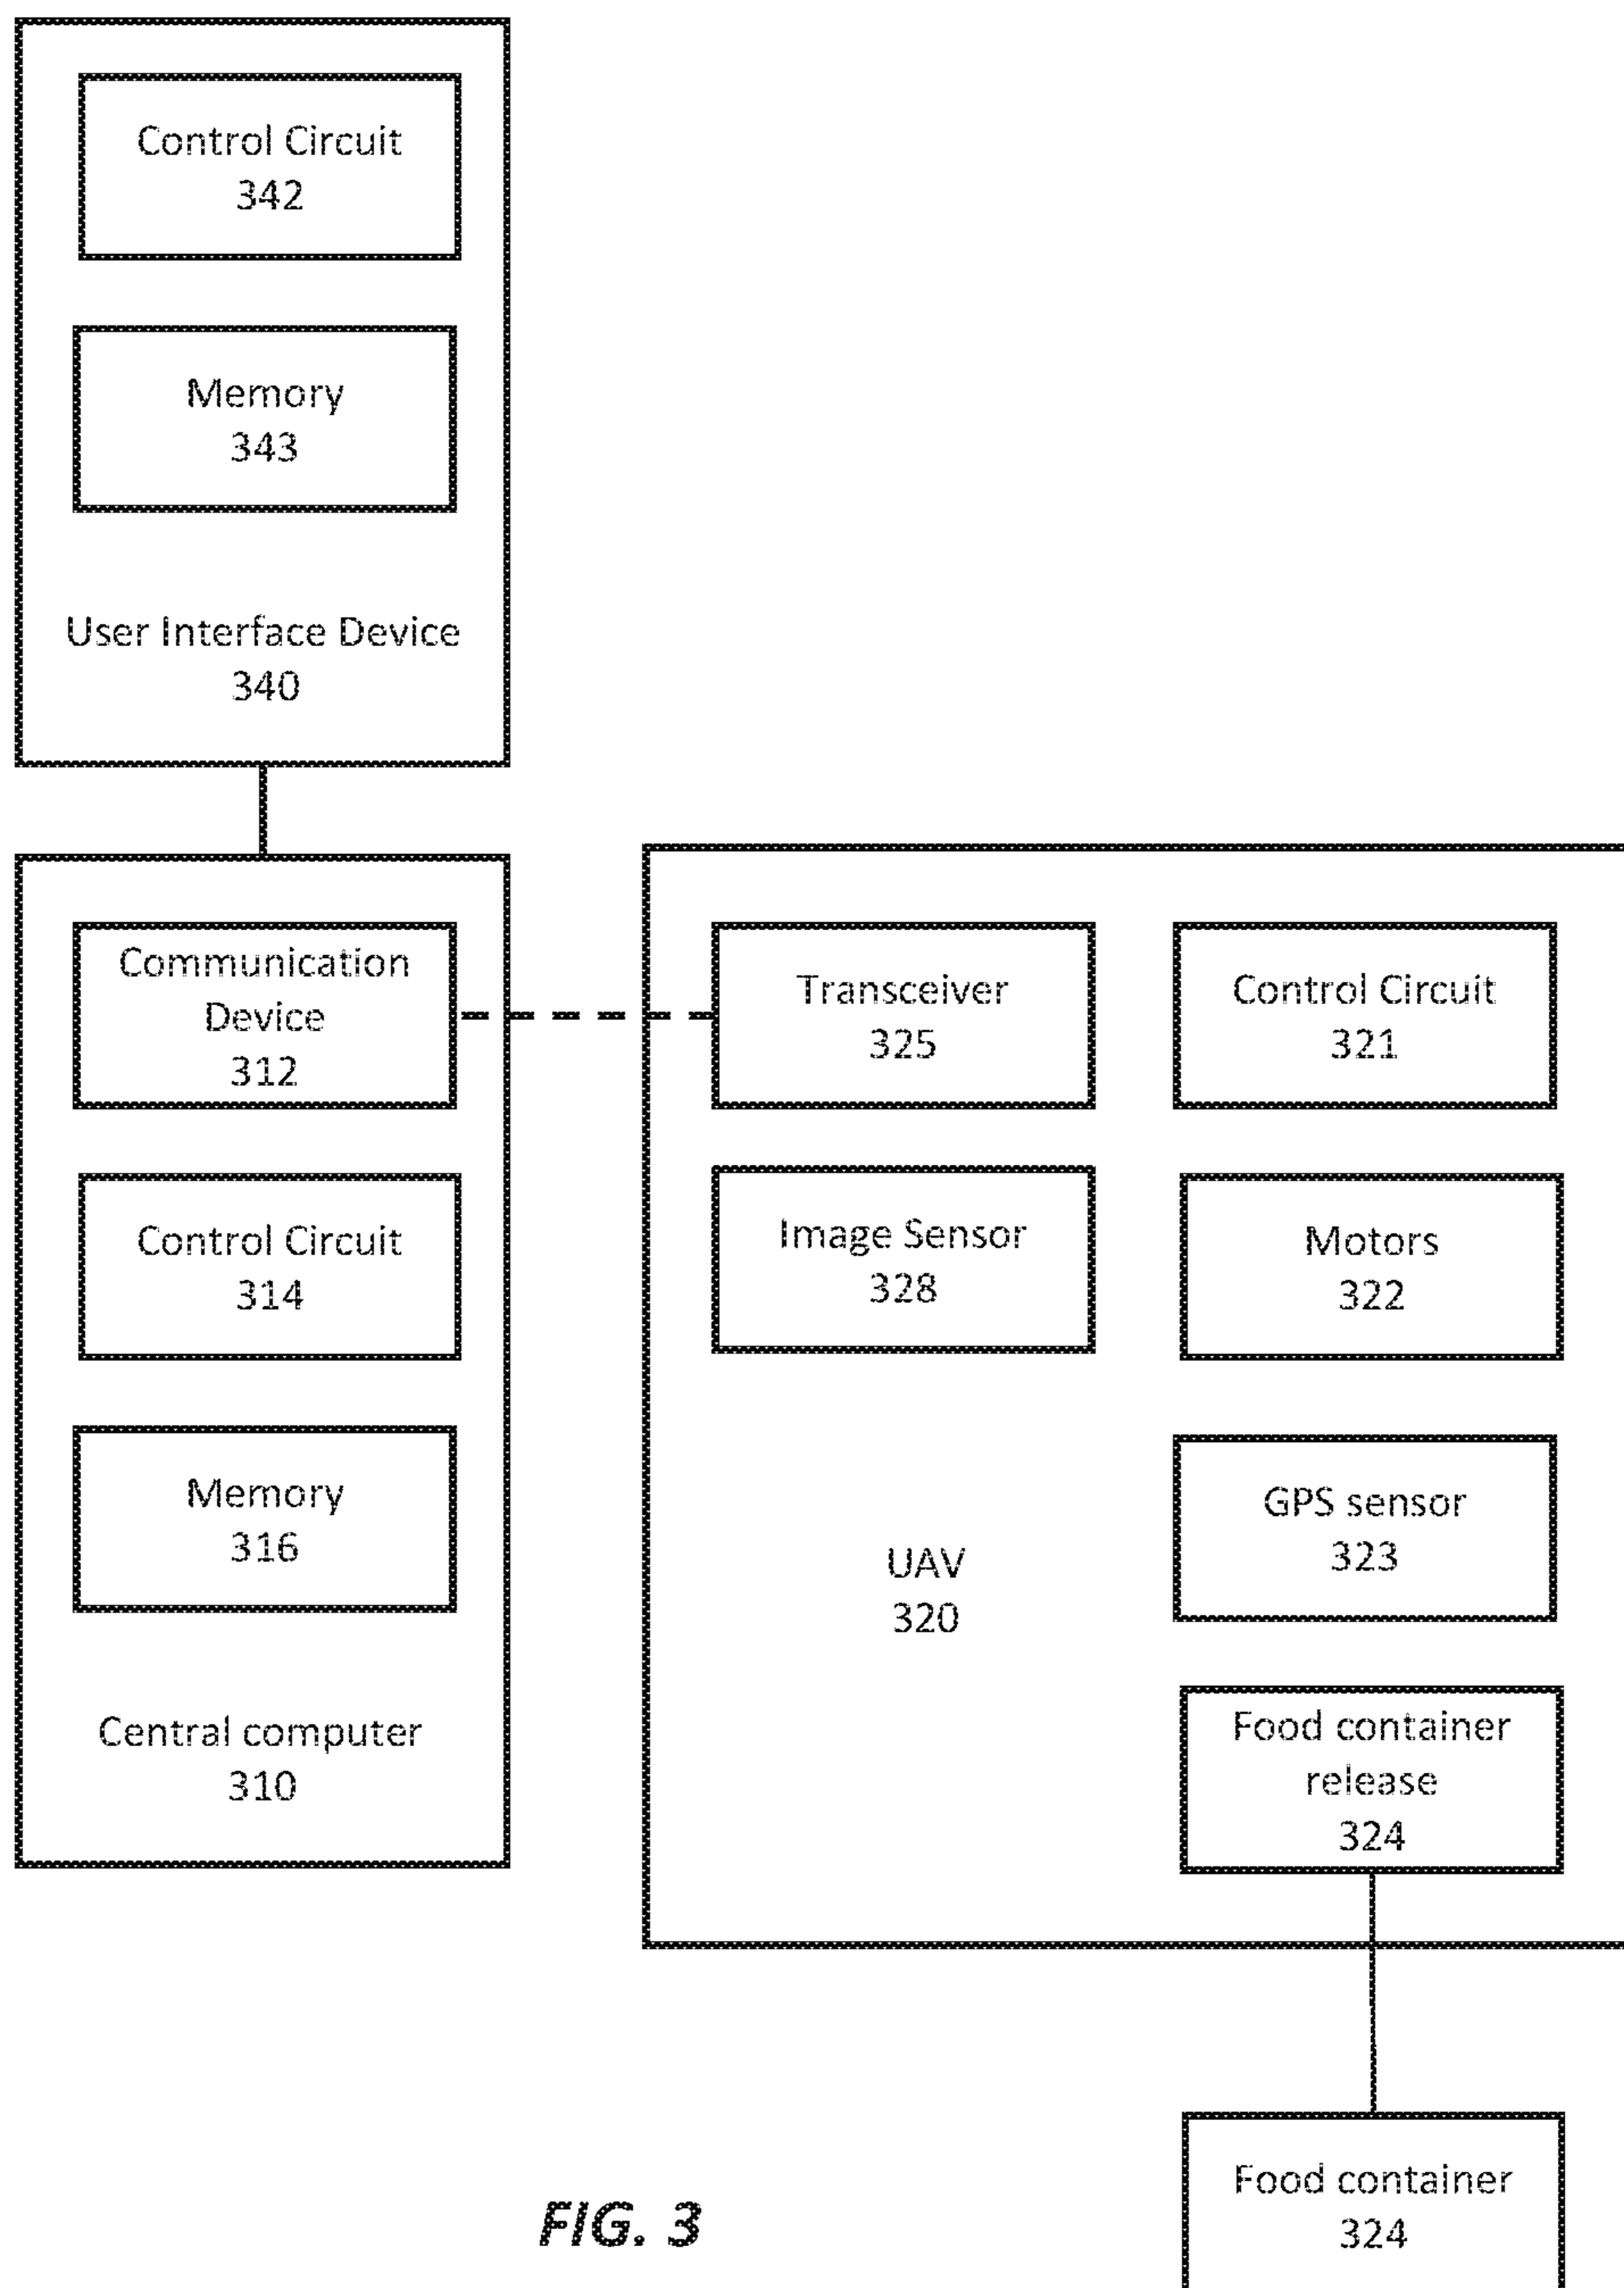 Control Circuit
342
Memory
343
User Interface Device
340
Communication
Device
312
Control Circuit
314
Memory
316
Central computer
310
Transceiver
325
Control Circuit
321
Image Sensor
328
Motors
322
GPS sensor
323
UAV
320
Food container
release
324
Food container
324
FIG. 3